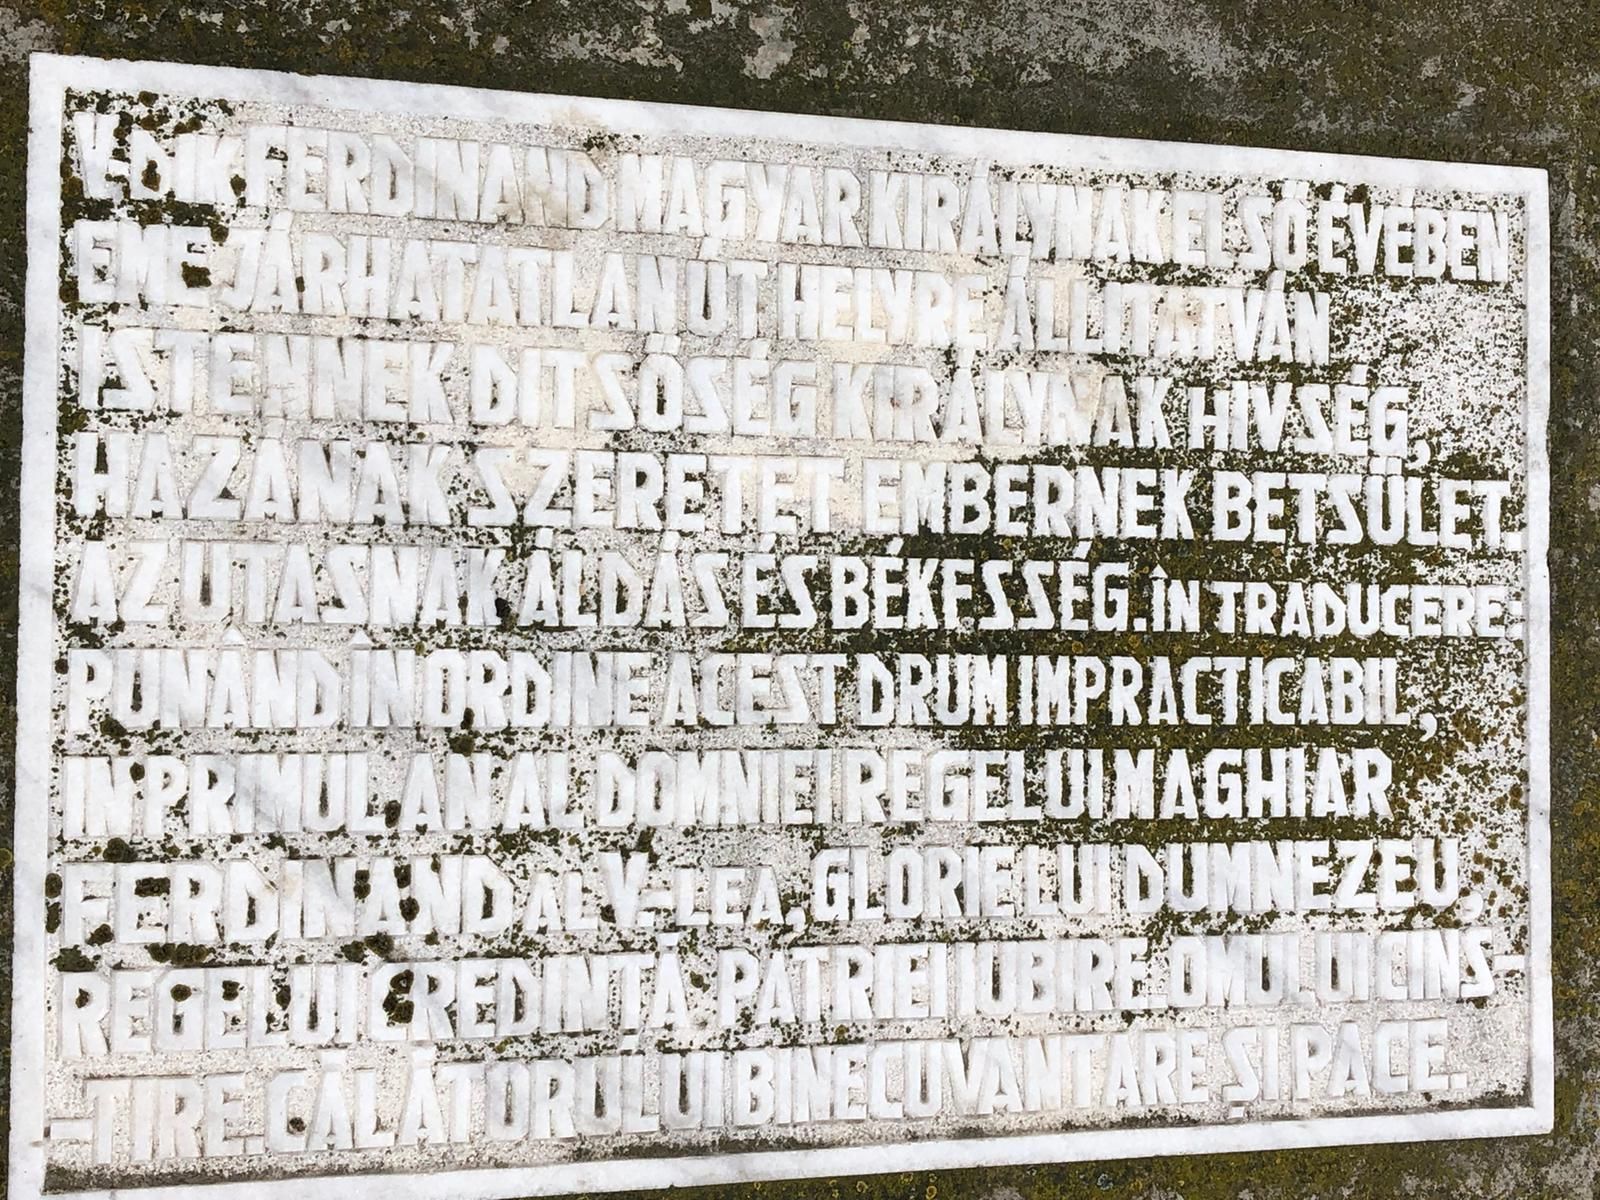 V-DIK FERDINAND MAGYAR KIRÁLYNAK ELSŐ ÉVÉBEN
EME JÁRHATATLAN ÚT HELYRE ÁLLITATVÁN
ISTENNEK DITSŐSÉG KIRÁLYNAK HIVSÉG,
HAZÁNAK SZERETET EMBERNEK BETSÜLET.
AZ UTASNAK ÁLDÁS ÉS BÉKESSÉG. ÎN TRADUCERE:
PUNÂND ÎN ORDINE ACEST DRUM IMPRACTICABIL,
IN PRIMUL AN AL DOMNIEI REGELUI MAGHIAR
FERDINAND AL V.-LEA, GLORIE LUI DUMNEZEU,
REGELUI CREDINȚĂ PATRIEI IUBIRE OMULUI CINS-
-TIRE. CĂLĂTORULUI BINECUVANTARE ȘI PACE.